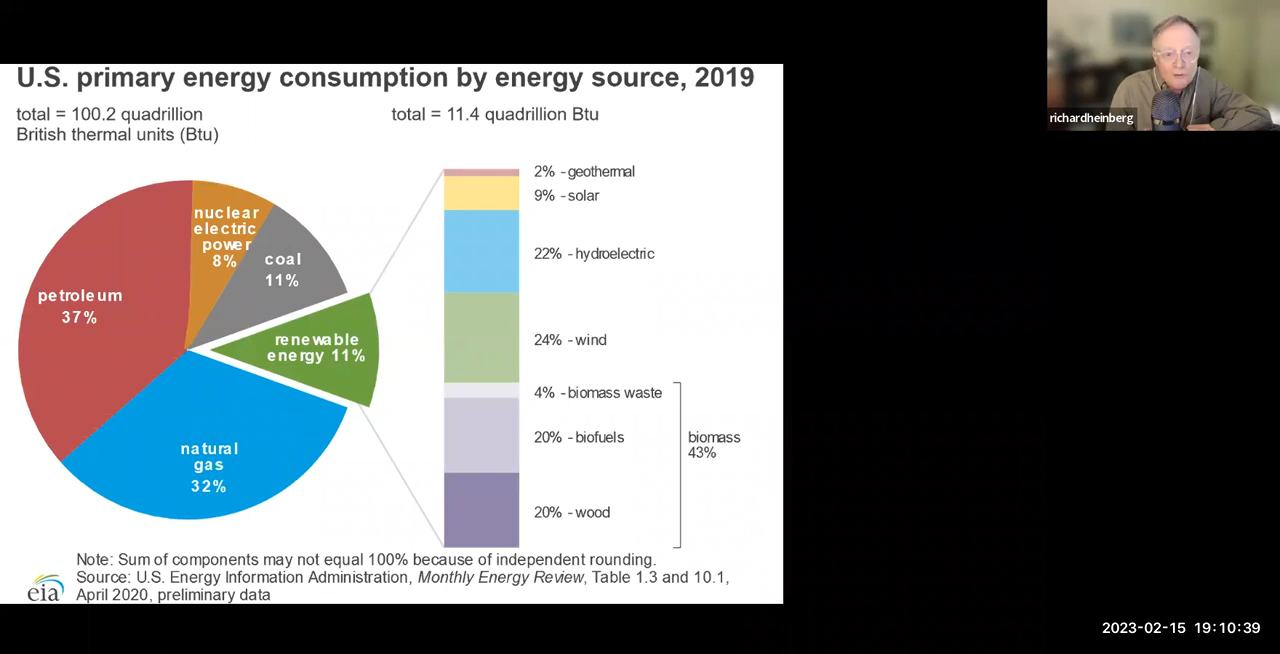 U.S. primary energy consumption by energy source, 2019
total = 100.2 quadrillion
British thermal units (Btu)
total = 11.4 quadrillion Btu
nuclear
electric
power
8%
coal
11%
petroleum
37%
renewable
energy 11%
natural
gas
32%
2% - geothermal
9% - solar
22% - hydroelectric
24% - wind
4% - biomass waste
20% - biofuels
20% - wood
biomass
43%
Note: Sum of components may not equal 100% because of independent rounding.
Source: U.S. Energy Information Administration, Monthly Energy Review, Table 1.3 and 10.1,
April 2020, preliminary data
eia
richardheinberg
2023-02-15 19:10:39